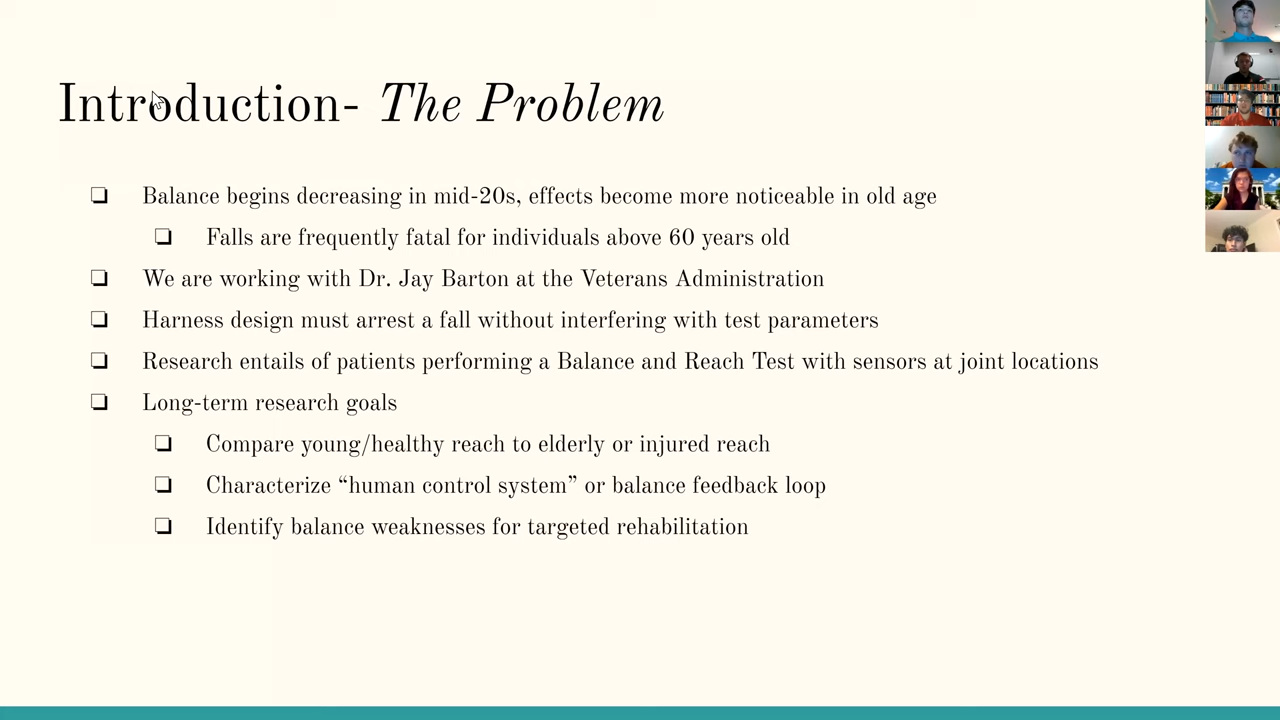 Introduction- The Problem
Balance begins decreasing in mid-20s, effects become more noticeable in old age
Falls are frequently fatal for individuals above 60 years old
We are working with Dr. Jay Barton at the Veterans Administration
Harness design must arrest a fall without interfering with test parameters
Research entails of patients performing a Balance and Reach Test with sensors at joint locations
Long-term research goals
Compare young/healthy reach to elderly or injured reach
Characterize “human control system” or balance feedback loop
Identify balance weaknesses for targeted rehabilitation